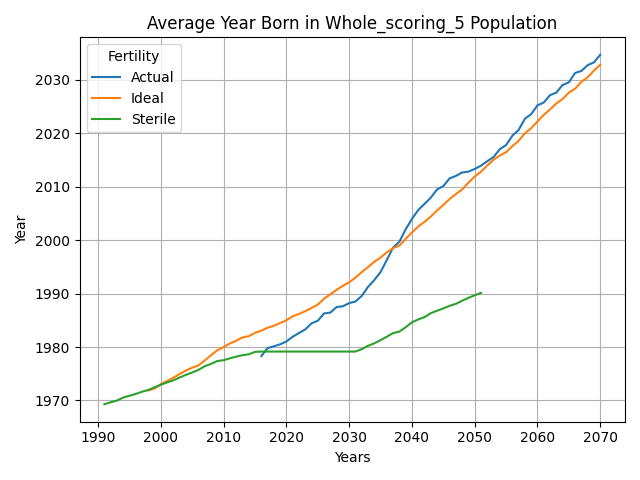 Average Year Born in Whole_scoring_5 Population
Fertility
Actual
Ideal
Sterile
Year
2030
2020
2010
2000
1990
1980
1970
1990 2000 2010 2020 2030 2040 2050 2060 2070
Years